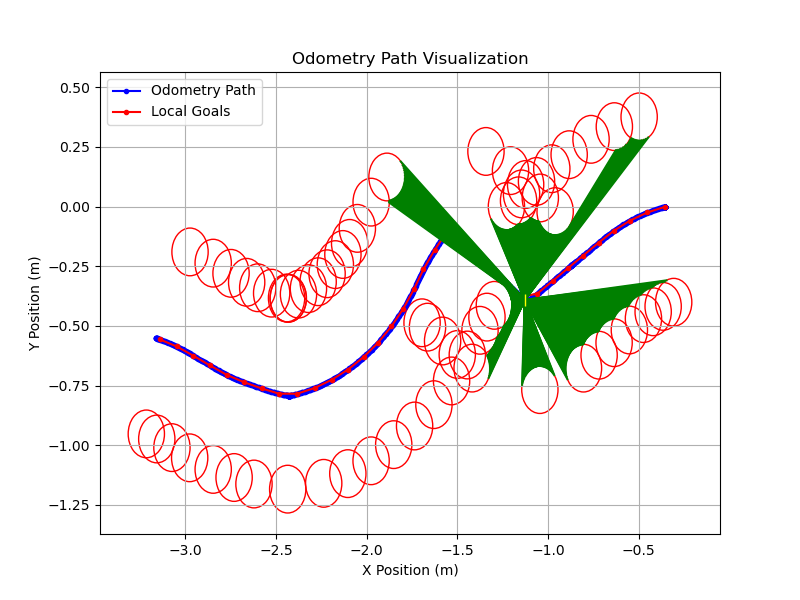 Odometry Path Visualization
Odometry Path
Local Goals
0.50
0.25
0.00
−0.25
−0.50
−0.75
−1.00
−1.25
Y Position (m)
−3.0 −2.5 −2.0 −1.5 −1.0 −0.5
X Position (m)